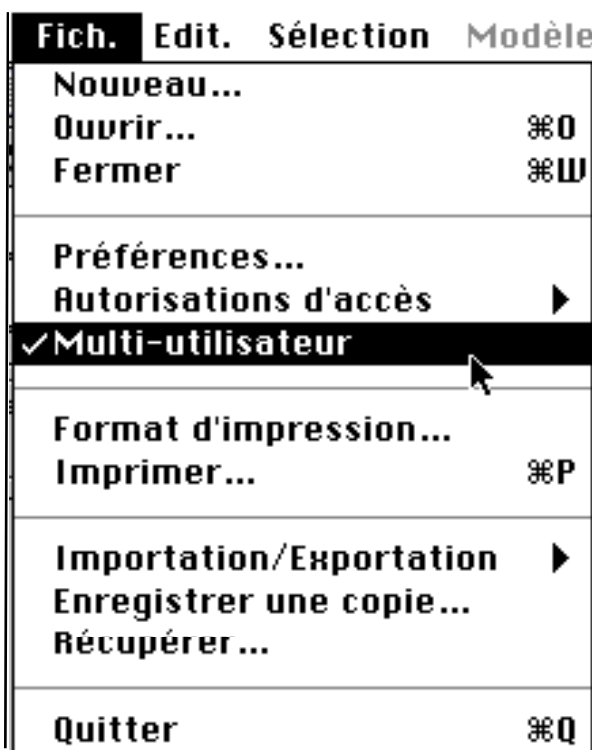 Fich. Edit. Sélection Modèle
Nouveau...
Ouvrir... ⌘O
Fermer ⌘W
Préférences...
Autorisations d'accès ▶
✓Multi-utilisateur
Format d'impression...
Imprimer... ⌘P
Importation/Exportation ▶
Enregistrer une copie...
Récupérer...
Quitter ⌘Q